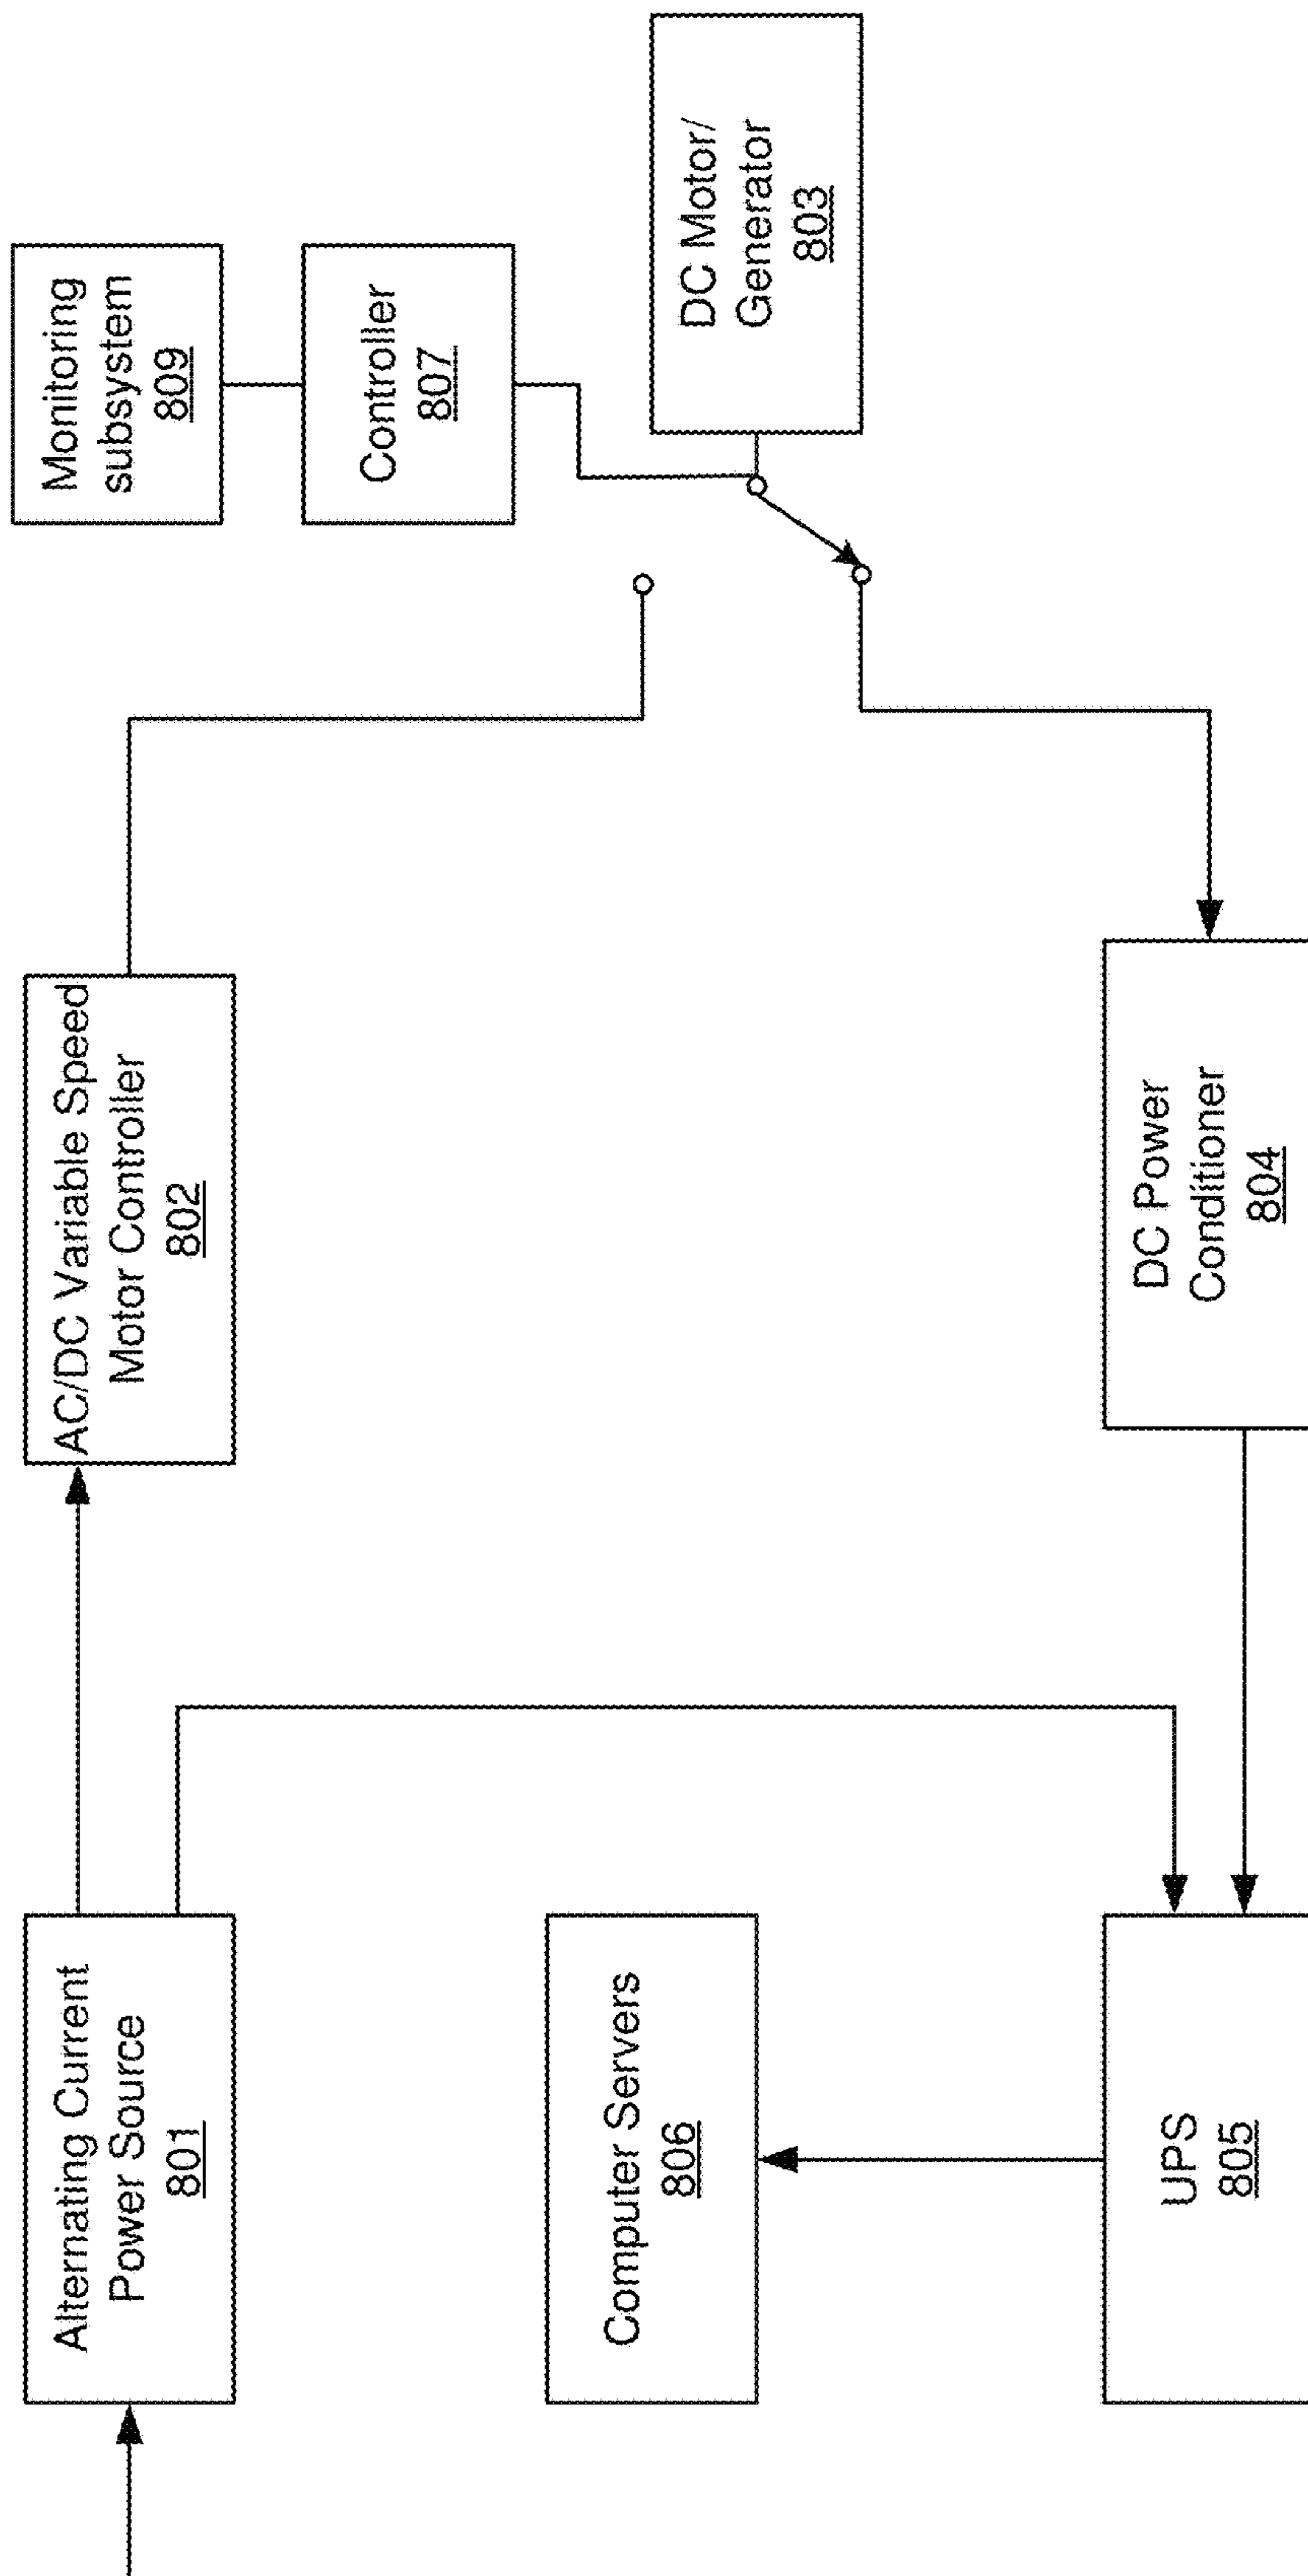 Alternating Current
Power Source
801
AC/DC Variable Speed
Motor Controller
802
Monitoring
subsystem
809
Controller
807
DC Motor/
Generator
803
Computer Servers
806
UPS
805
DC Power
Conditioner
804